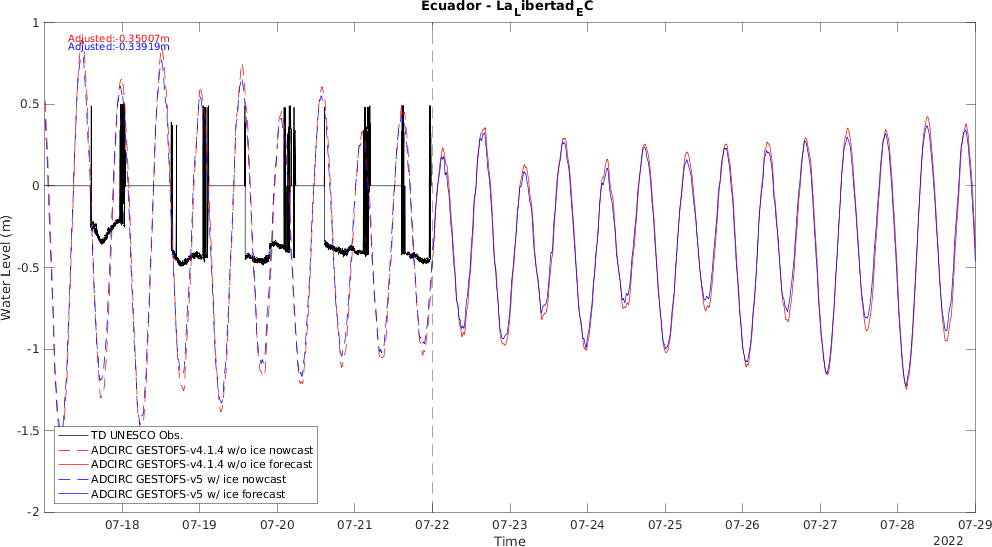 Ecuador - LaLibertadEC
Adjusted:-0.35007m
Adjusted:-0.33919m
Water Level (m)
1
0.5
0
-0.5
-1
-1.5
-2
TD UNESCO Obs.
ADCIRC GESTOFS-v4.1.4 w/o ice nowcast
ADCIRC GESTOFS-v4.1.4 w/o ice forecast
ADCIRC GESTOFS-v5 w/ ice nowcast
ADCIRC GESTOFS-v5 w/ ice forecast
07-18 07-19 07-20 07-21 07-22 07-23 07-24 07-25 07-26 07-27 07-28 07-29
Time
2022